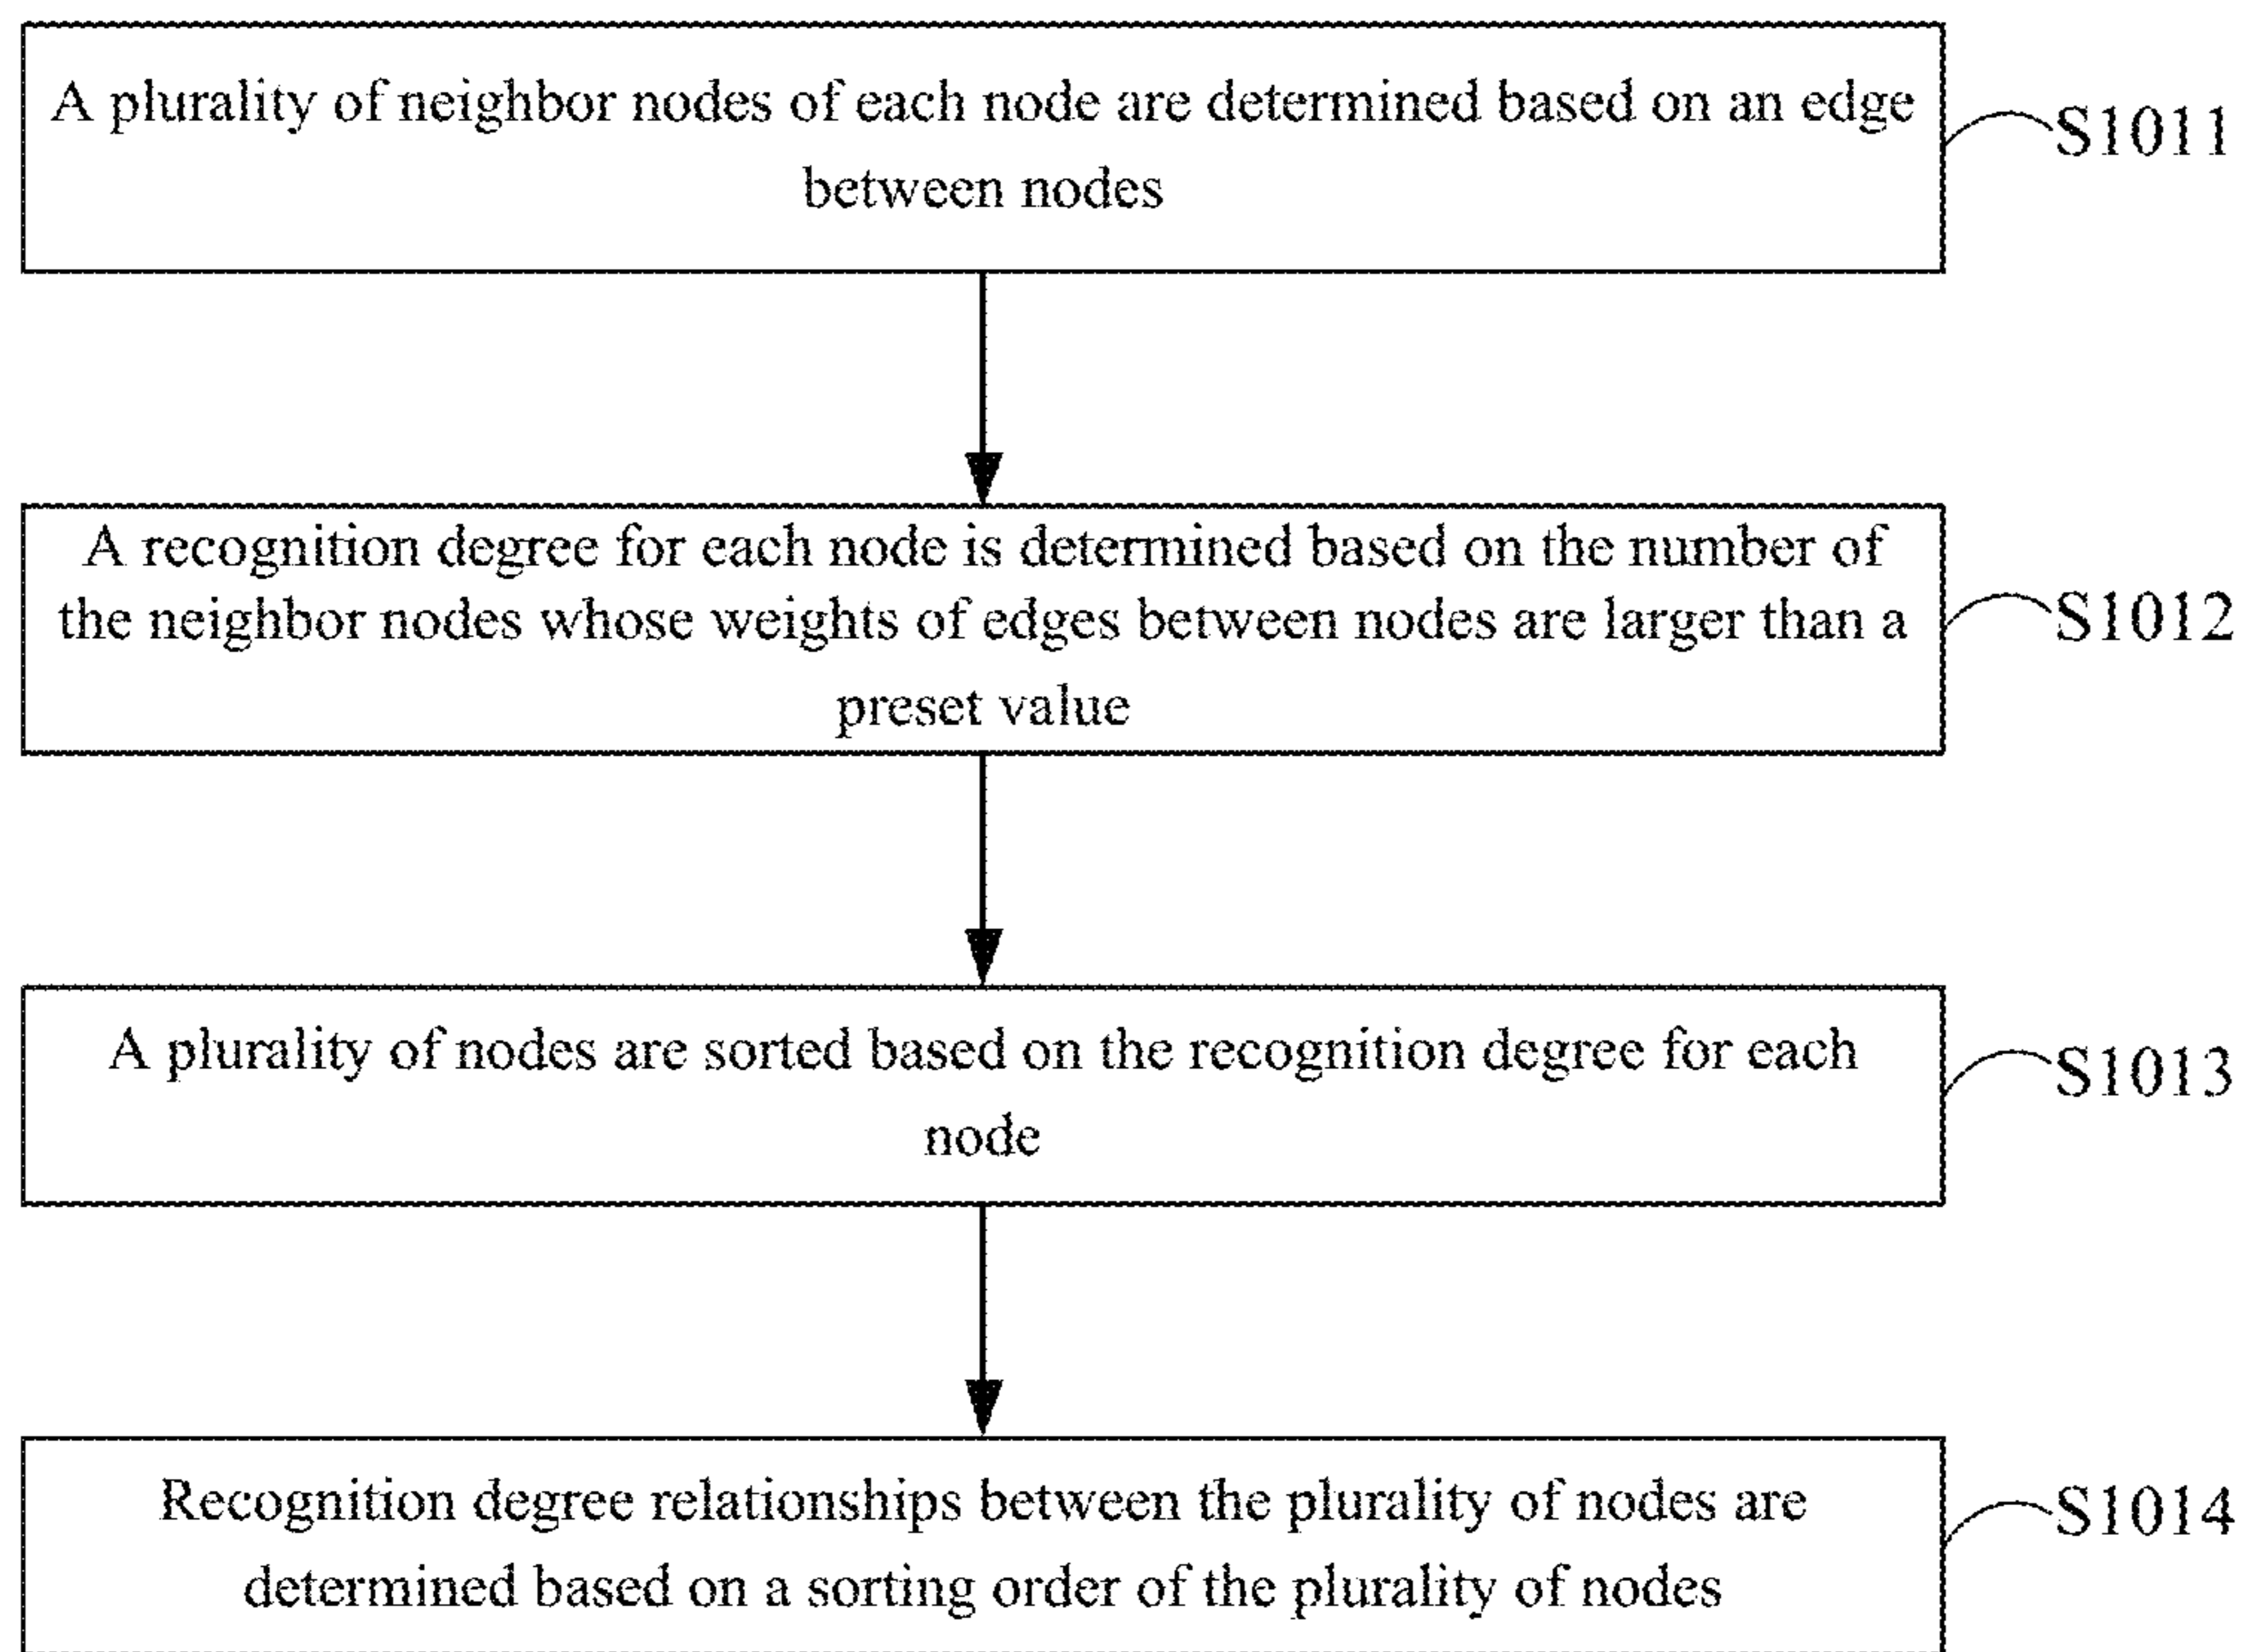 A plurality of neighbor nodes of each node are determined based on an edge
between nodes
S1011
A recognition degree for each node is determined based on the number of
the neighbor nodes whose weights of edges between nodes are larger than a
preset value
S1012
A plurality of nodes are sorted based on the recognition degree for each
node
S1013
Recognition degree relationships between the plurality of nodes are
determined based on a sorting order of the plurality of nodes
S1014